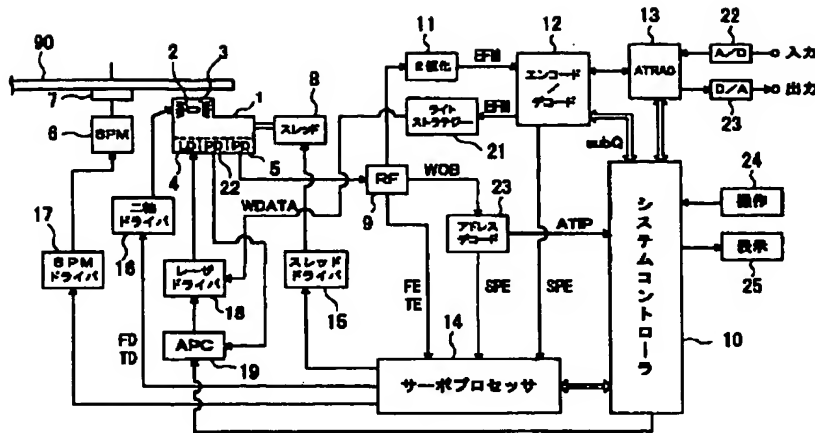 90
2
3
7
1
8
スレッド
6
SPM
LD
PD
PD
4
22
5
11
2値化
EFM
12
エンコード
/
デコード
13
ATRAC
22
A/D
入力
D/A
出力
23
ライト
ストラテジー
EFM
21
subQ
RF
9
WOB
WDATA
23
アドレス
デコード
ATIP
24
操作
表示
25
システムコントローラ
10
17
SPM
ドライバ
二軸
ドライバ
16
レーザ
ドライバ
18
スレッド
ドライバ
15
FE
TE
SPE
SPE
FD
TD
APC
19
14
サーボプロセッサ